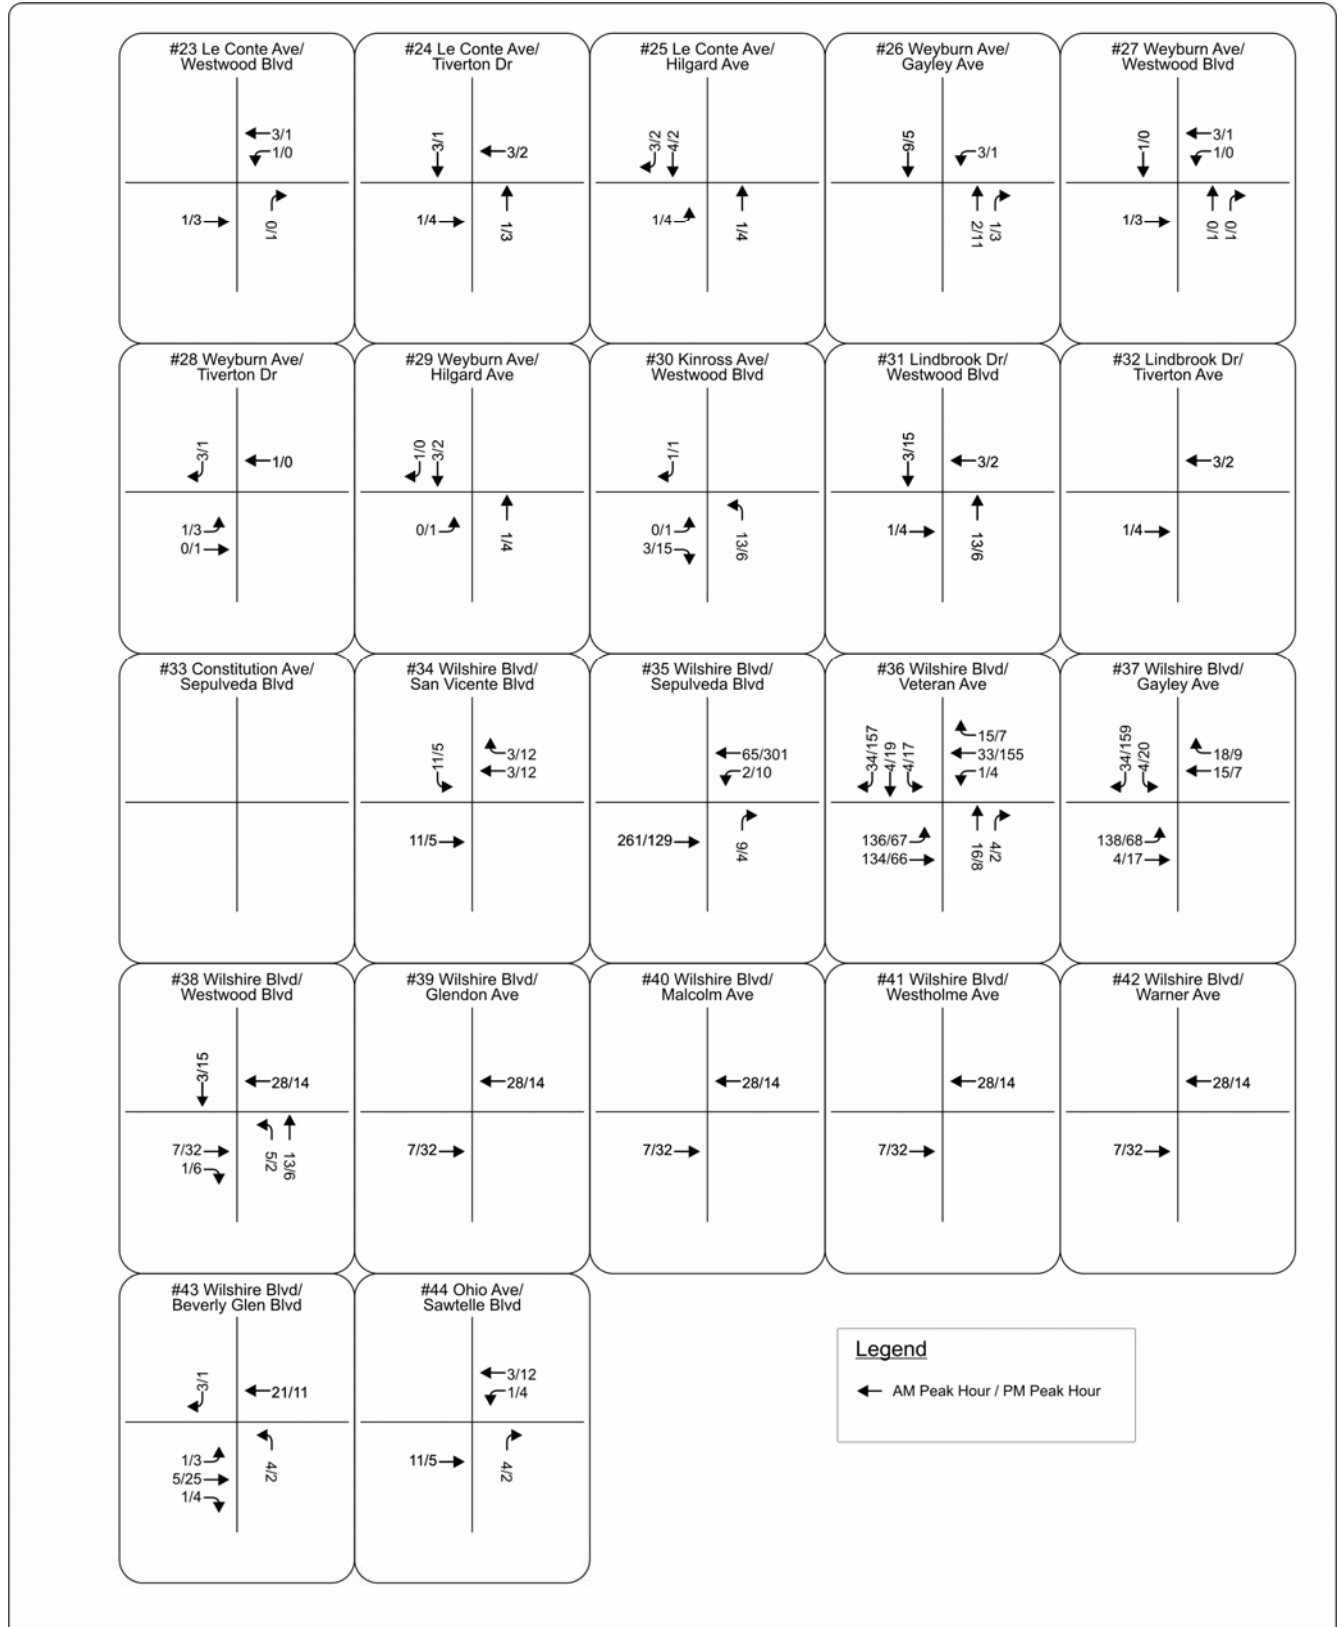 #23 Le Conte Ave/
Westwood Blvd
3/1
1/0
1/3
0/1
#24 Le Conte Ave/
Tiverton Dr
3/1
3/2
1/4
1/3
#25 Le Conte Ave/
Hilgard Ave
3/2
4/2
1/4
1/4
#26 Weyburn Ave/
Gayley Ave
9/5
3/1
2/11
1/3
#27 Weyburn Ave/
Westwood Blvd
1/0
3/1
1/0
1/3
0/1
0/1
#28 Weyburn Ave/
Tiverton Dr
3/1
1/0
1/3
0/1
#29 Weyburn Ave/
Hilgard Ave
1/0
3/2
0/1
1/4
#30 Kinross Ave/
Westwood Blvd
1/1
0/1
3/15
13/6
#31 Lindbrook Dr/
Westwood Blvd
3/15
3/2
1/4
13/6
#32 Lindbrook Dr/
Tiverton Ave
3/2
1/4
#33 Constitution Ave/
Sepulveda Blvd
#34 Wilshire Blvd/
San Vicente Blvd
11/5
3/12
3/12
11/5
#35 Wilshire Blvd/
Sepulveda Blvd
65/301
2/10
261/129
9/4
#36 Wilshire Blvd/
Veteran Ave
34/157
4/19
4/17
15/7
33/155
1/4
136/67
134/66
16/8
4/2
#37 Wilshire Blvd/
Gayley Ave
34/159
4/20
18/9
15/7
138/68
4/17
#38 Wilshire Blvd/
Westwood Blvd
3/15
28/14
7/32
1/6
5/2
13/6
#39 Wilshire Blvd/
Glendon Ave
28/14
7/32
#40 Wilshire Blvd/
Malcolm Ave
28/14
7/32
#41 Wilshire Blvd/
Westholme Ave
28/14
7/32
#42 Wilshire Blvd/
Warner Ave
28/14
7/32
#43 Wilshire Blvd/
Beverly Glen Blvd
3/1
21/11
1/3
5/25
1/4
4/2
#44 Ohio Ave/
Sawtelle Blvd
3/12
1/4
11/5
4/2
Legend
AM Peak Hour / PM Peak Hour